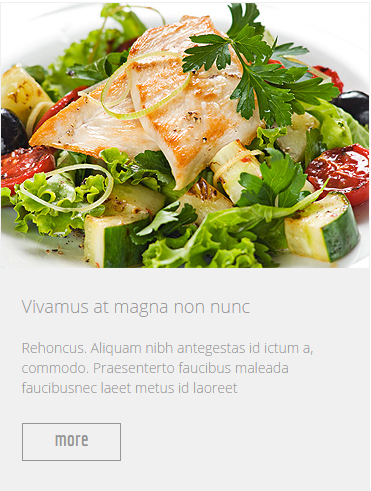 Vivamus at magna non nunc
Rehoncus. Aliquam nibh antegestas id ictum a,
commodo. Praesenterto faucibus maleada
faucibusnec laeet metus id laoreet
more